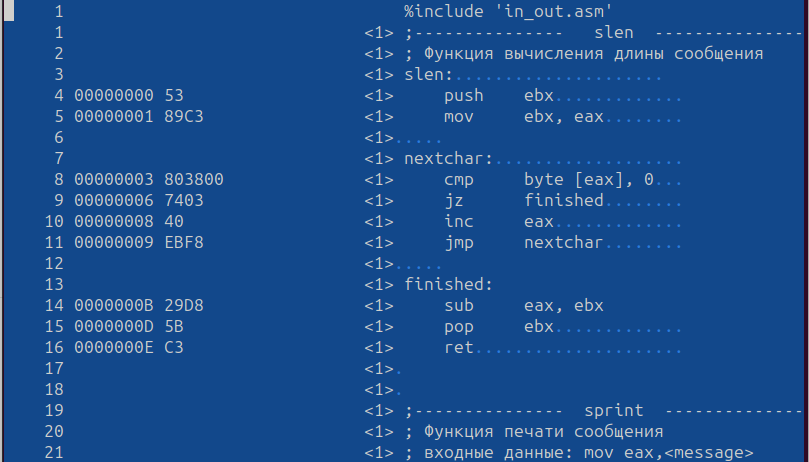 1 %include 'in_out.asm'
1 <1> ;--------------- slen ---------------
2 <1> ; Функция вычисления длины сообщения
3 <1> slen:.....................
4 00000000 53 <1> push ebx.............
5 00000001 89C3 <1> mov ebx, eax........
6 <1>.....
7 <1> nextchar:...................
8 00000003 803800 <1> cmp byte [eax], 0...
9 00000006 7403 <1> jz finished........
10 00000008 40 <1> inc eax.............
11 00000009 EBF8 <1> jmp nextchar........
12 <1>.....
13 <1> finished:
14 0000000B 29D8 <1> sub eax, ebx
15 0000000D 5B <1> pop ebx.............
16 0000000E C3 <1> ret.....................
17 <1>.
18 <1>.
19 <1> ;--------------- sprint --------------
20 <1> ; Функция печати сообщения
21 <1> ; входные данные: mov eax,<message>